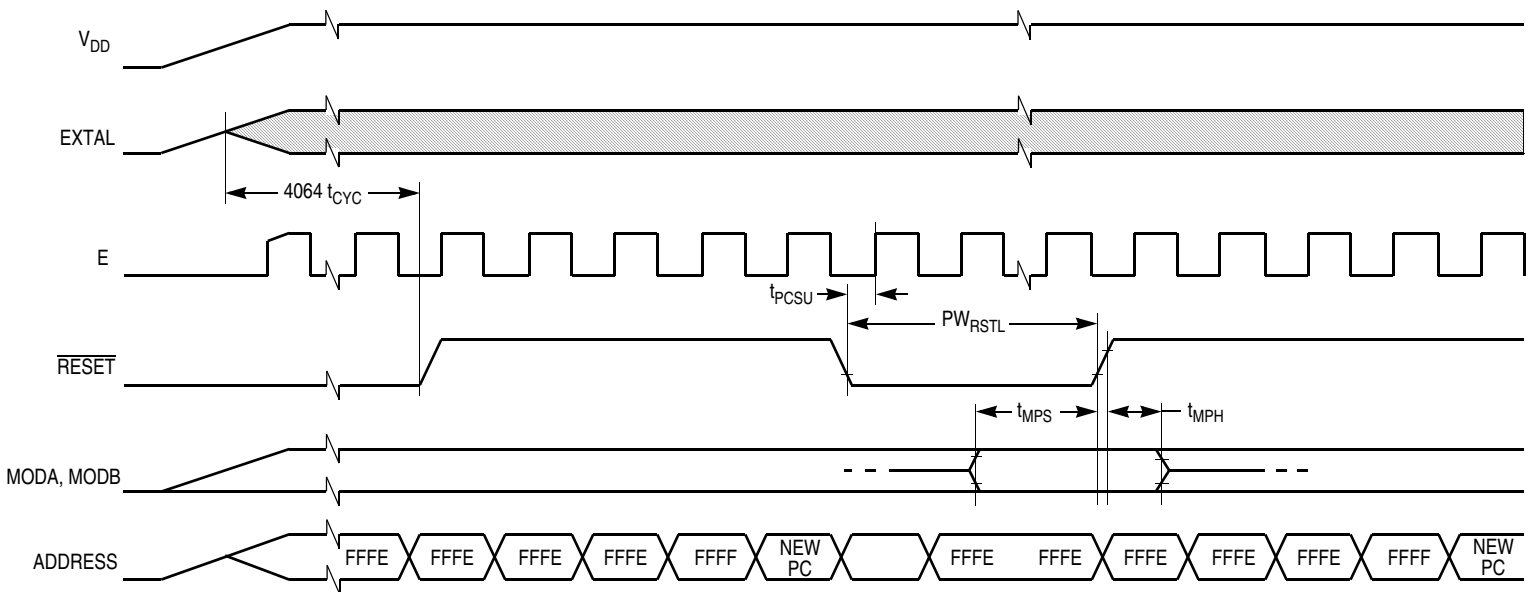 VDD
EXTAL
4064 tCYC
E
tPCSU
PWRSTL
RESET
tMPS
tMPH
MODA, MODB
ADDRESS
FFFE FFFE FFFE FFFE FFFF NEW PC FFFE FFFE FFFE FFFE FFFE FFFF NEW PC